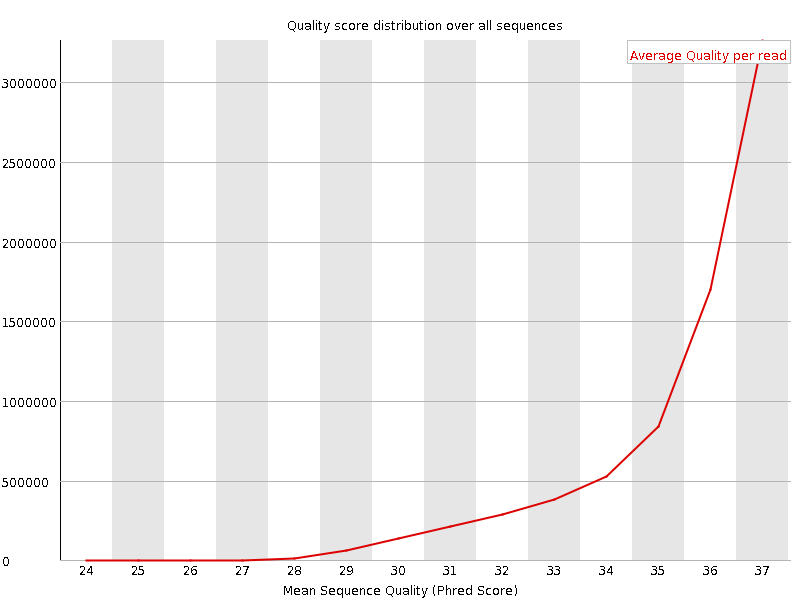 Quality score distribution over all sequences
Average Quality per read
3000000
2500000
2000000
1500000
1000000
500000
0
24 25 26 27 28 29 30 31 32 33 34 35 36 37
Mean Sequence Quality (Phred Score)